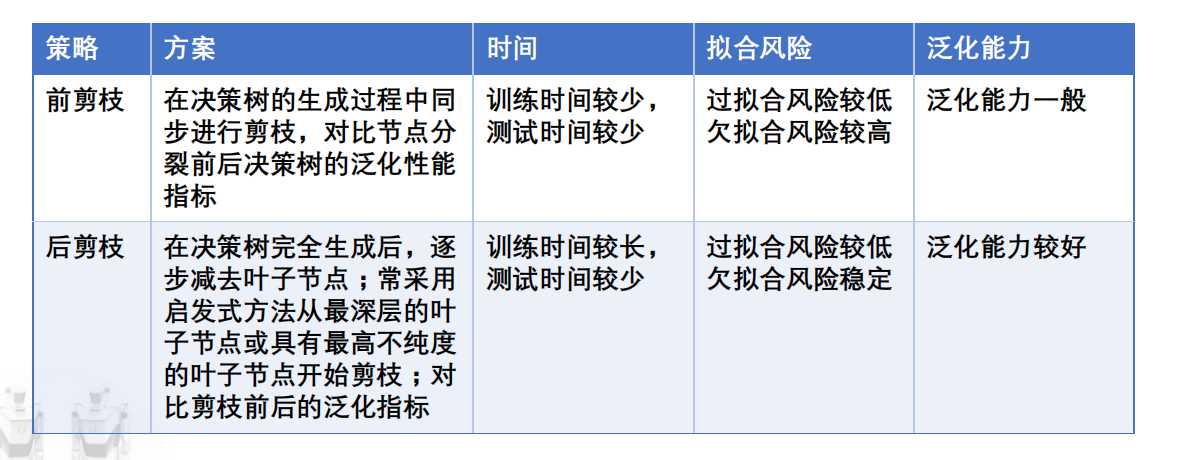 策略
方案
时间
拟合风险
泛化能力
前剪枝
在决策树的生成过程中同
步进行剪枝，对比节点分
裂前后决策树的泛化性能
指标
训练时间较少，
测试时间较少
过拟合风险较低
欠拟合风险较高
泛化能力一般
后剪枝
在决策树完全生成后，逐
步减去叶子节点；常采用
启发式方法从最深层的叶
子节点或具有最高不纯度
的叶子节点开始剪枝；对
比剪枝前后的泛化指标
训练时间较长，
测试时间较少
过拟合风险较低
欠拟合风险稳定
泛化能力较好